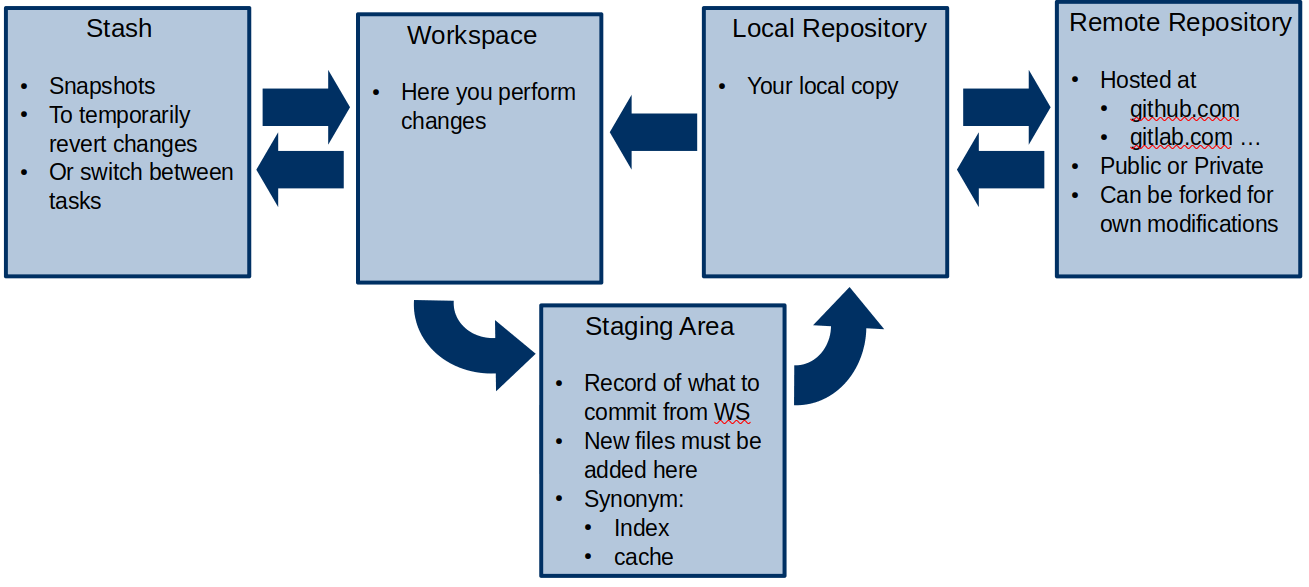 Stash
• Snapshots
• To temporarily
revert changes
• Or switch between
tasks
Workspace
• Here you perform
changes
Local Repository
• Your local copy
Remote Repository
• Hosted at
• github.com
• gitlab.com ...
• Public or Private
• Can be forked for
own modifications
Staging Area
• Record of what to
commit from WS
• New files must be
added here
• Synonym:
• Index
• cache